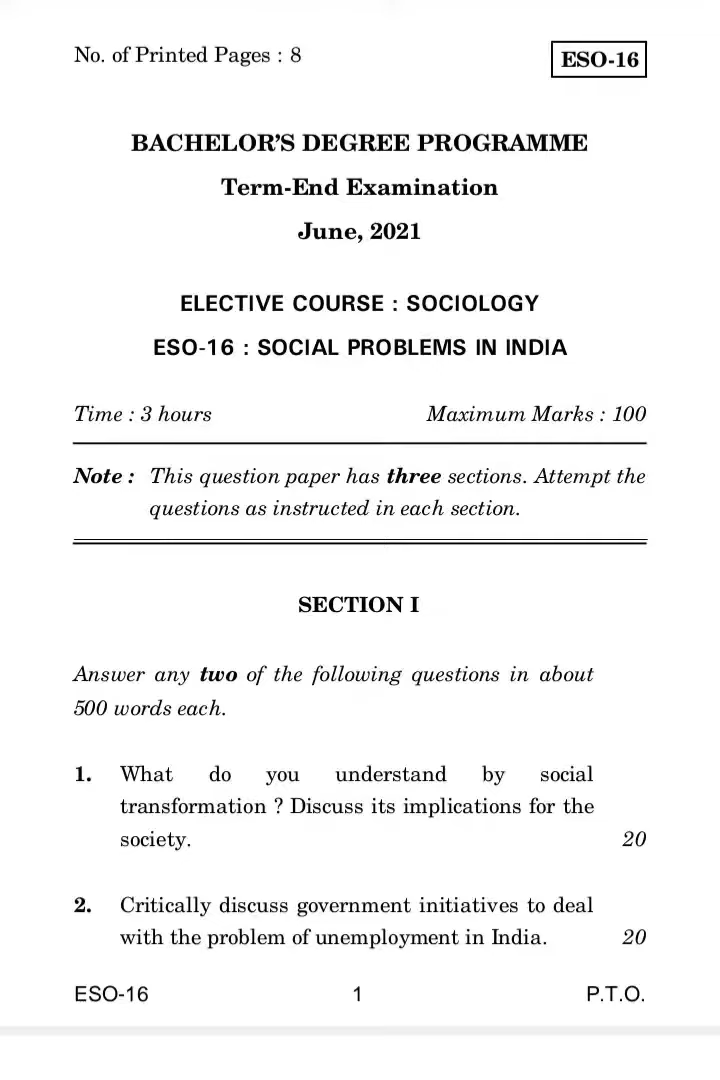 No. of Printed Pages : 8
ESO-16
BACHELOR’S DEGREE PROGRAMME
Term-End Examination
June, 2021
ELECTIVE COURSE : SOCIOLOGY
ESO-16 : SOCIAL PROBLEMS IN INDIA
Time : 3 hours
Maximum Marks : 100
Note : This question paper has three sections. Attempt the
questions as instructed in each section.
SECTION I
Answer any two of the following questions in about
500 words each.
1. What do you understand by social
transformation ? Discuss its implications for the
society. 20
2. Critically discuss government initiatives to deal
with the problem of unemployment in India. 20
ESO-16
1
P.T.O.